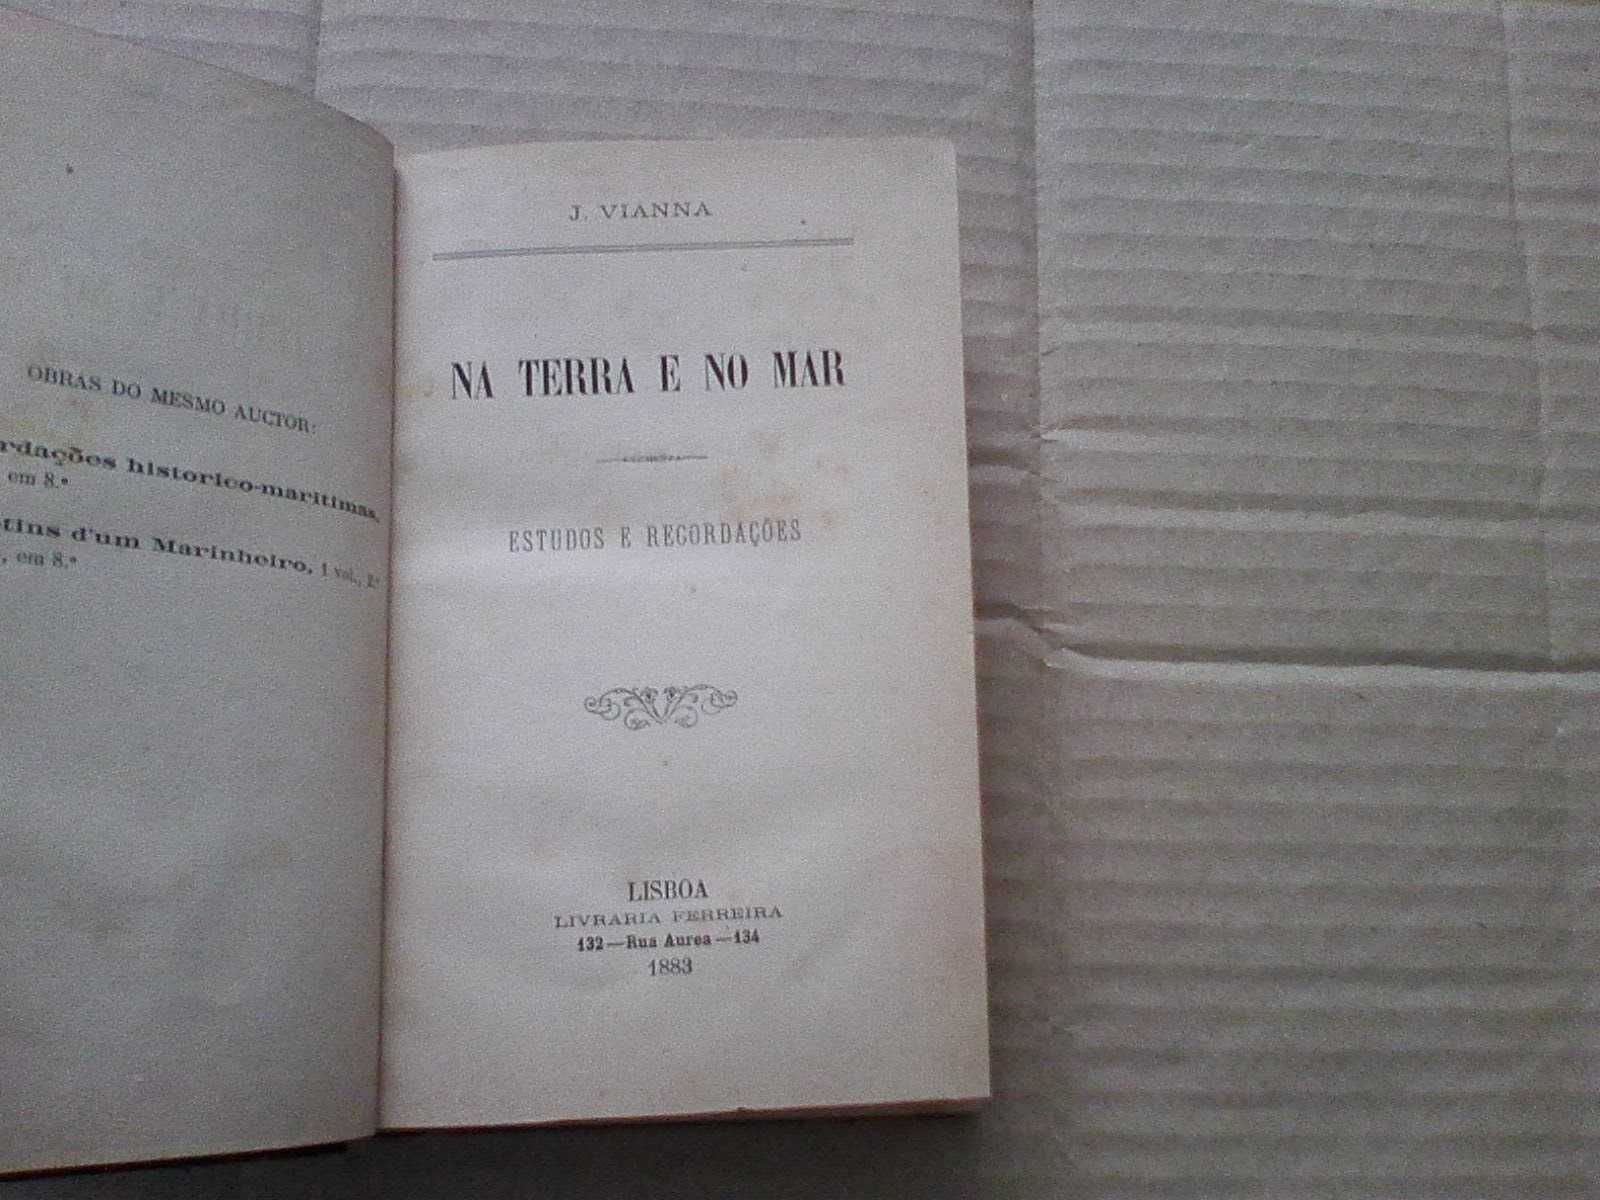 OBRAS DO MESMO AUCTOR:
rdações historico-maritimas,
em 8.º
tins d'um Marinheiro, 1 vol., 2.ª
, em 8.º
J. VIANNA
NA TERRA E NO MAR
ESTUDOS E RECORDAÇÕES
LISBOA
LIVRARIA FERREIRA
132—Rua Aurea—134
1883